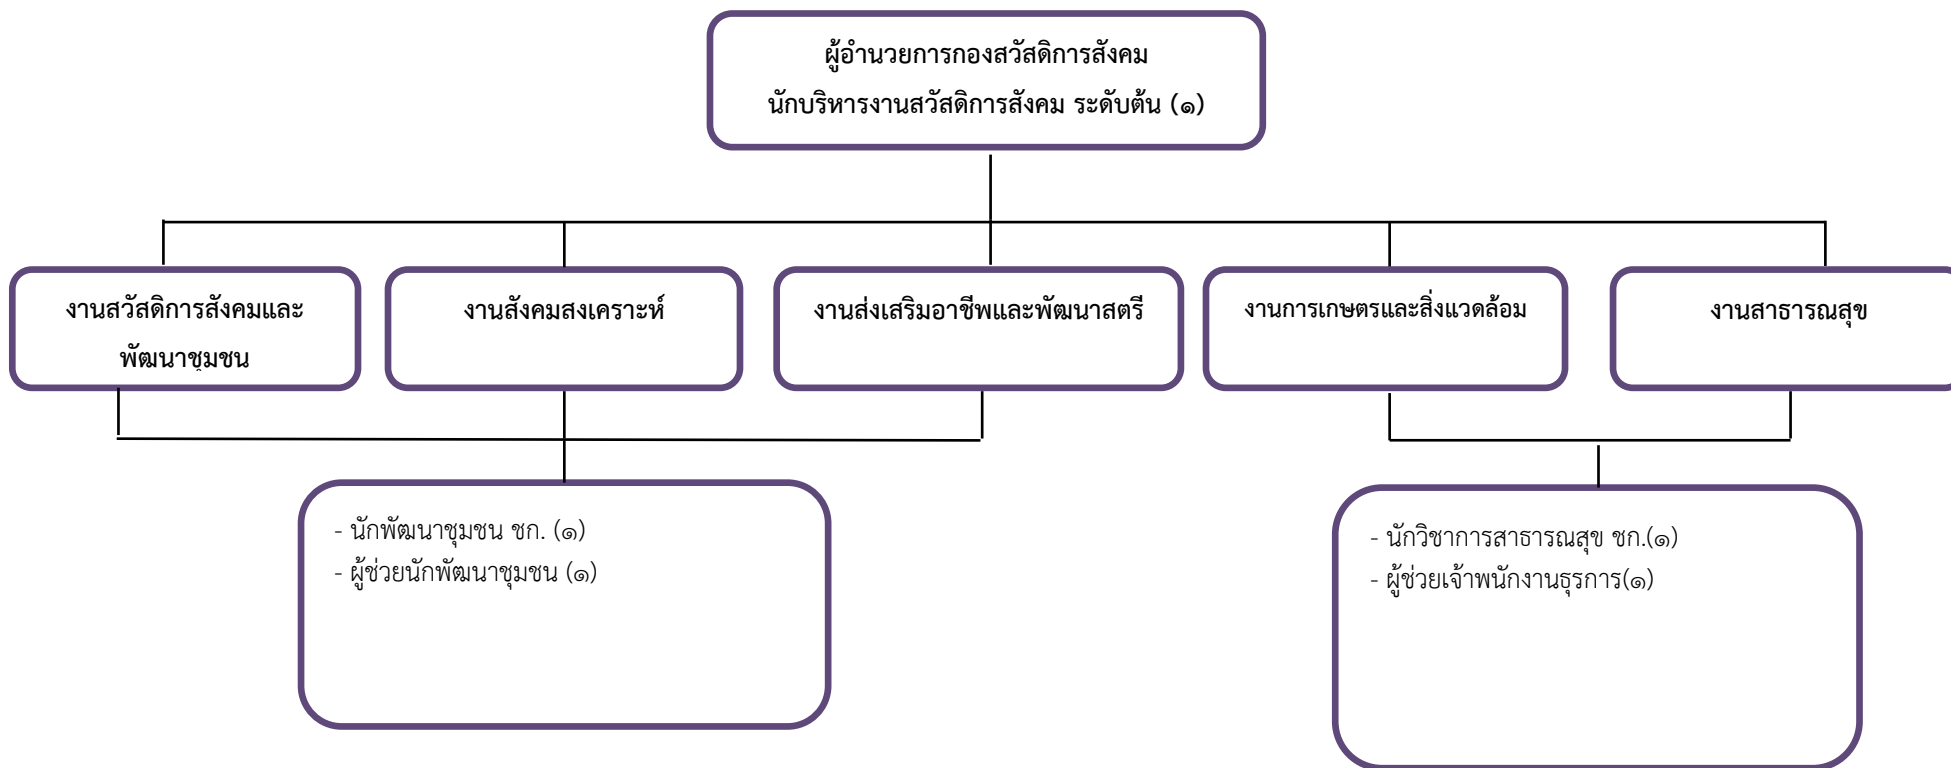 ผู้อำนวยการกองสวัสดิการสังคม
นักบริหารงานสวัสดิการสังคม ระดับต้น (๑)
งานสวัสดิการสังคมและ
พัฒนาชุมชน
งานสังคมสงเคราะห์
งานส่งเสริมอาชีพและพัฒนาสตรี
งานการเกษตรและสิ่งแวดล้อม
งานสาธารณสุข
- นักพัฒนาชุมชน ชก. (๑)
- ผู้ช่วยนักพัฒนาชุมชน (๑)
- นักวิชาการสาธารณสุข ชก.(๑)
- ผู้ช่วยเจ้าพนักงานธุรการ(๑)